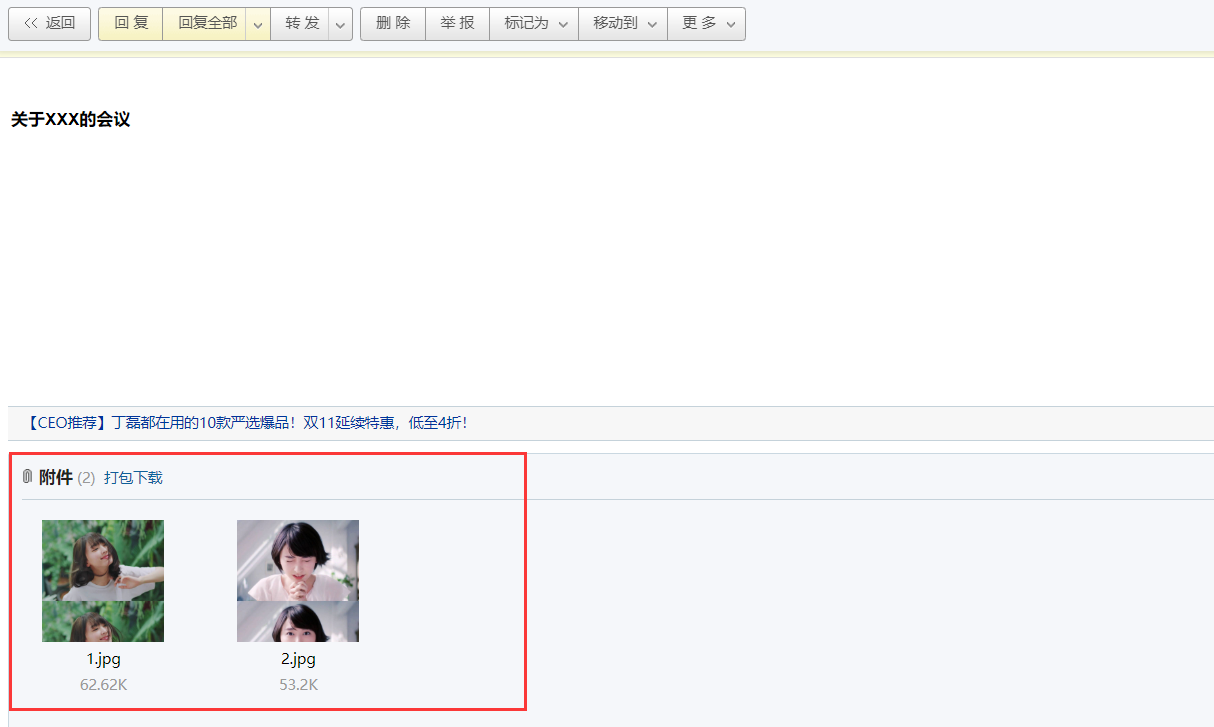 返回 回 复 回复全部 转 发 删 除 举 报 标记为 移动到 更 多
关于XXX的会议
【CEO推荐】丁磊都在用的10款严选爆品！双11延续特惠，低至4折！
附件 (2) 打包下载
1.jpg 2.jpg
62.62K 53.2K